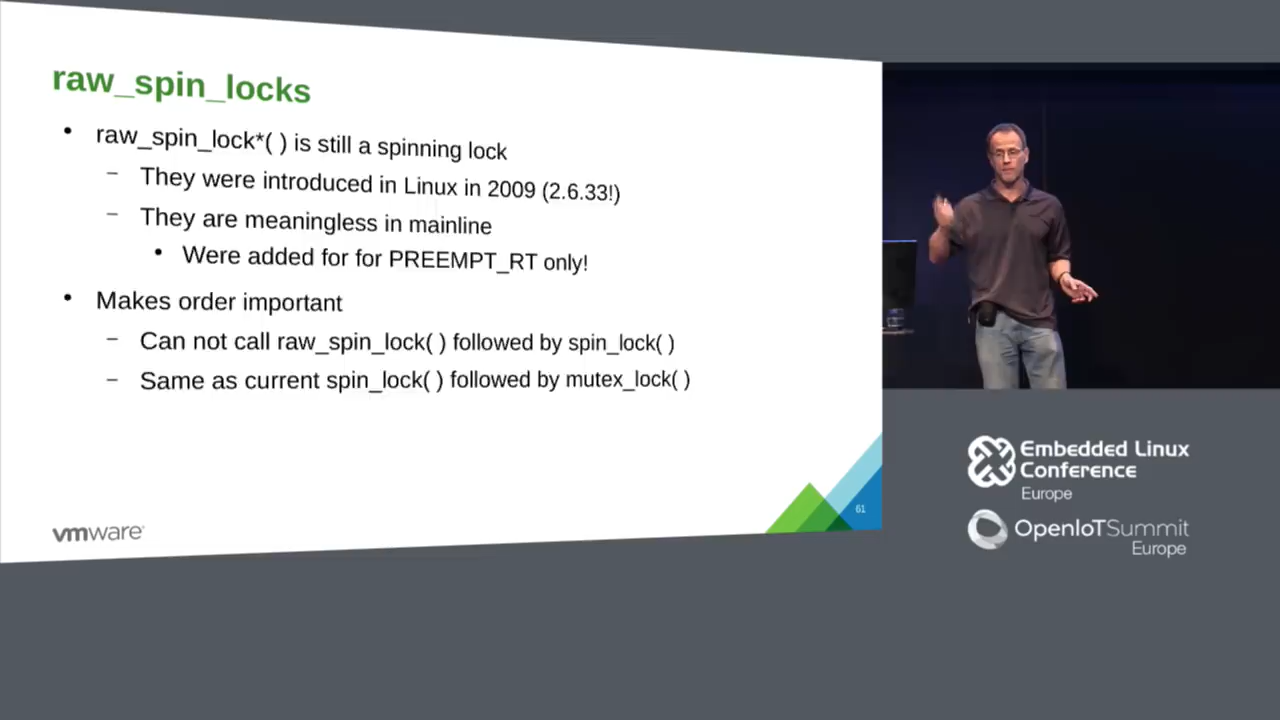 raw_spin_locks
• raw_spin_lock*( ) is still a spinning lock
– They were introduced in Linux in 2009 (2.6.33!)
– They are meaningless in mainline
• Were added for for PREEMPT_RT only!
• Makes order important
– Can not call raw_spin_lock( ) followed by spin_lock( )
– Same as current spin_lock( ) followed by mutex_lock( )
61
vmware
Embedded Linux
Conference
Europe
OpenIoTSummit
Europe